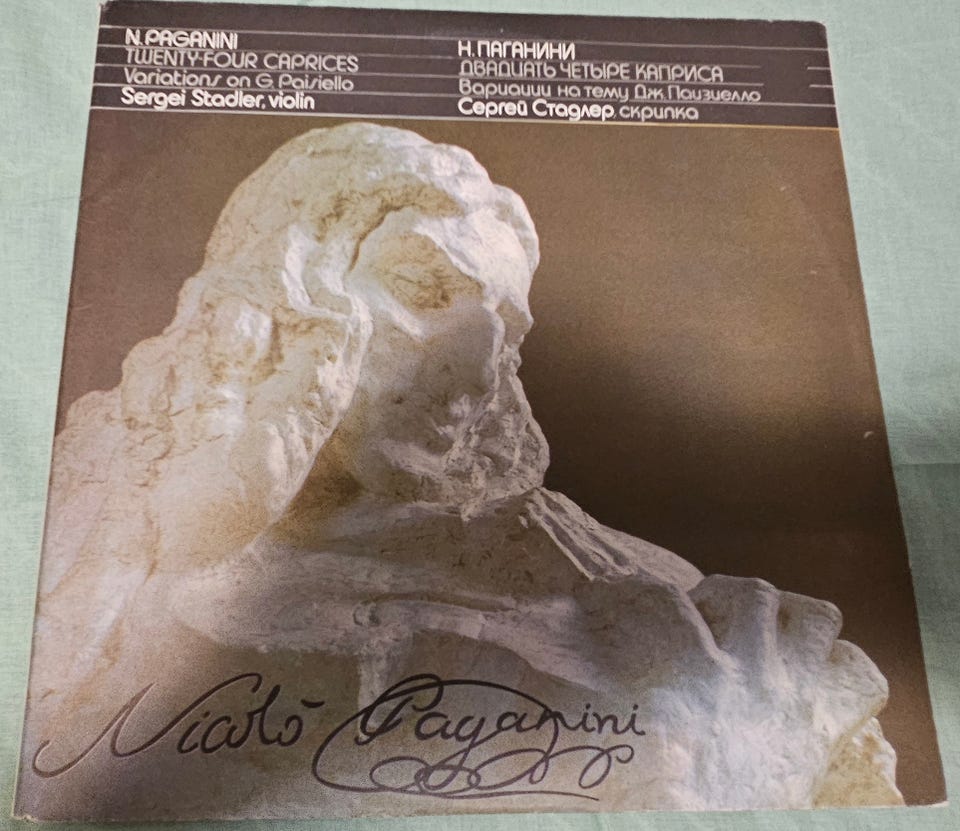 N. PAGANINI
TWENTY-FOUR CAPRICES
Variations on G. Paisiello
Sergei Stadler, violin
Н. ПАГАНИНИ
ДВАДЦАТЬ ЧЕТЫРЕ КАПРИСА
Вариации на тему Дж. Паизиелло
Сергей Стадлер, скрипка
Nicolò Paganini